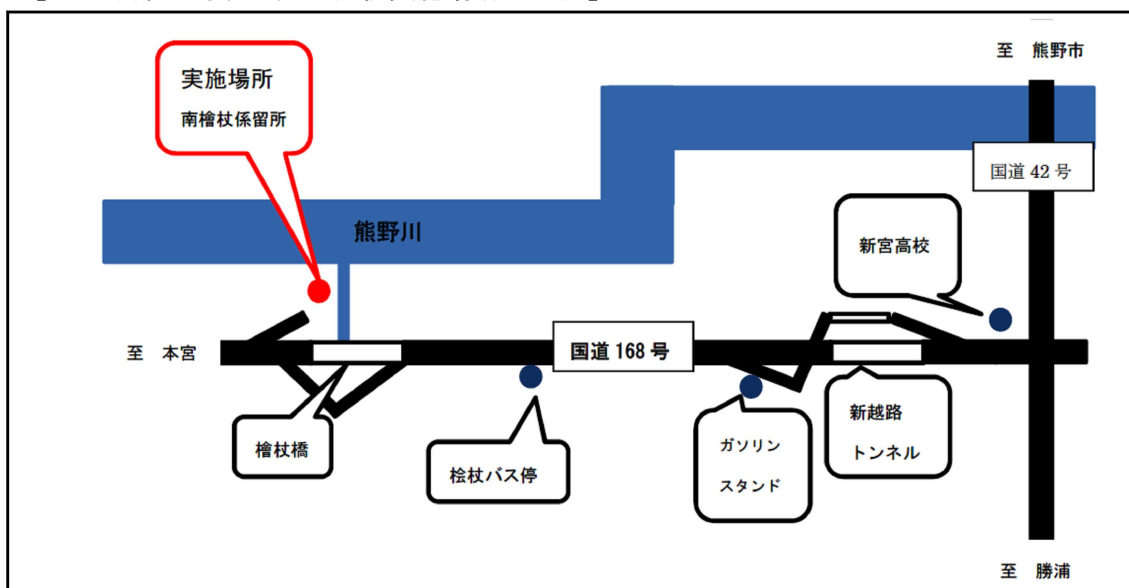 至 熊野市
実施場所
南檜杖係留所
国道 42 号
熊野川
新宮高校
至 本宮
国道 168 号
檜杖橋
桧杖バス停
ガソリン
スタンド
新越路
トンネル
至 勝浦